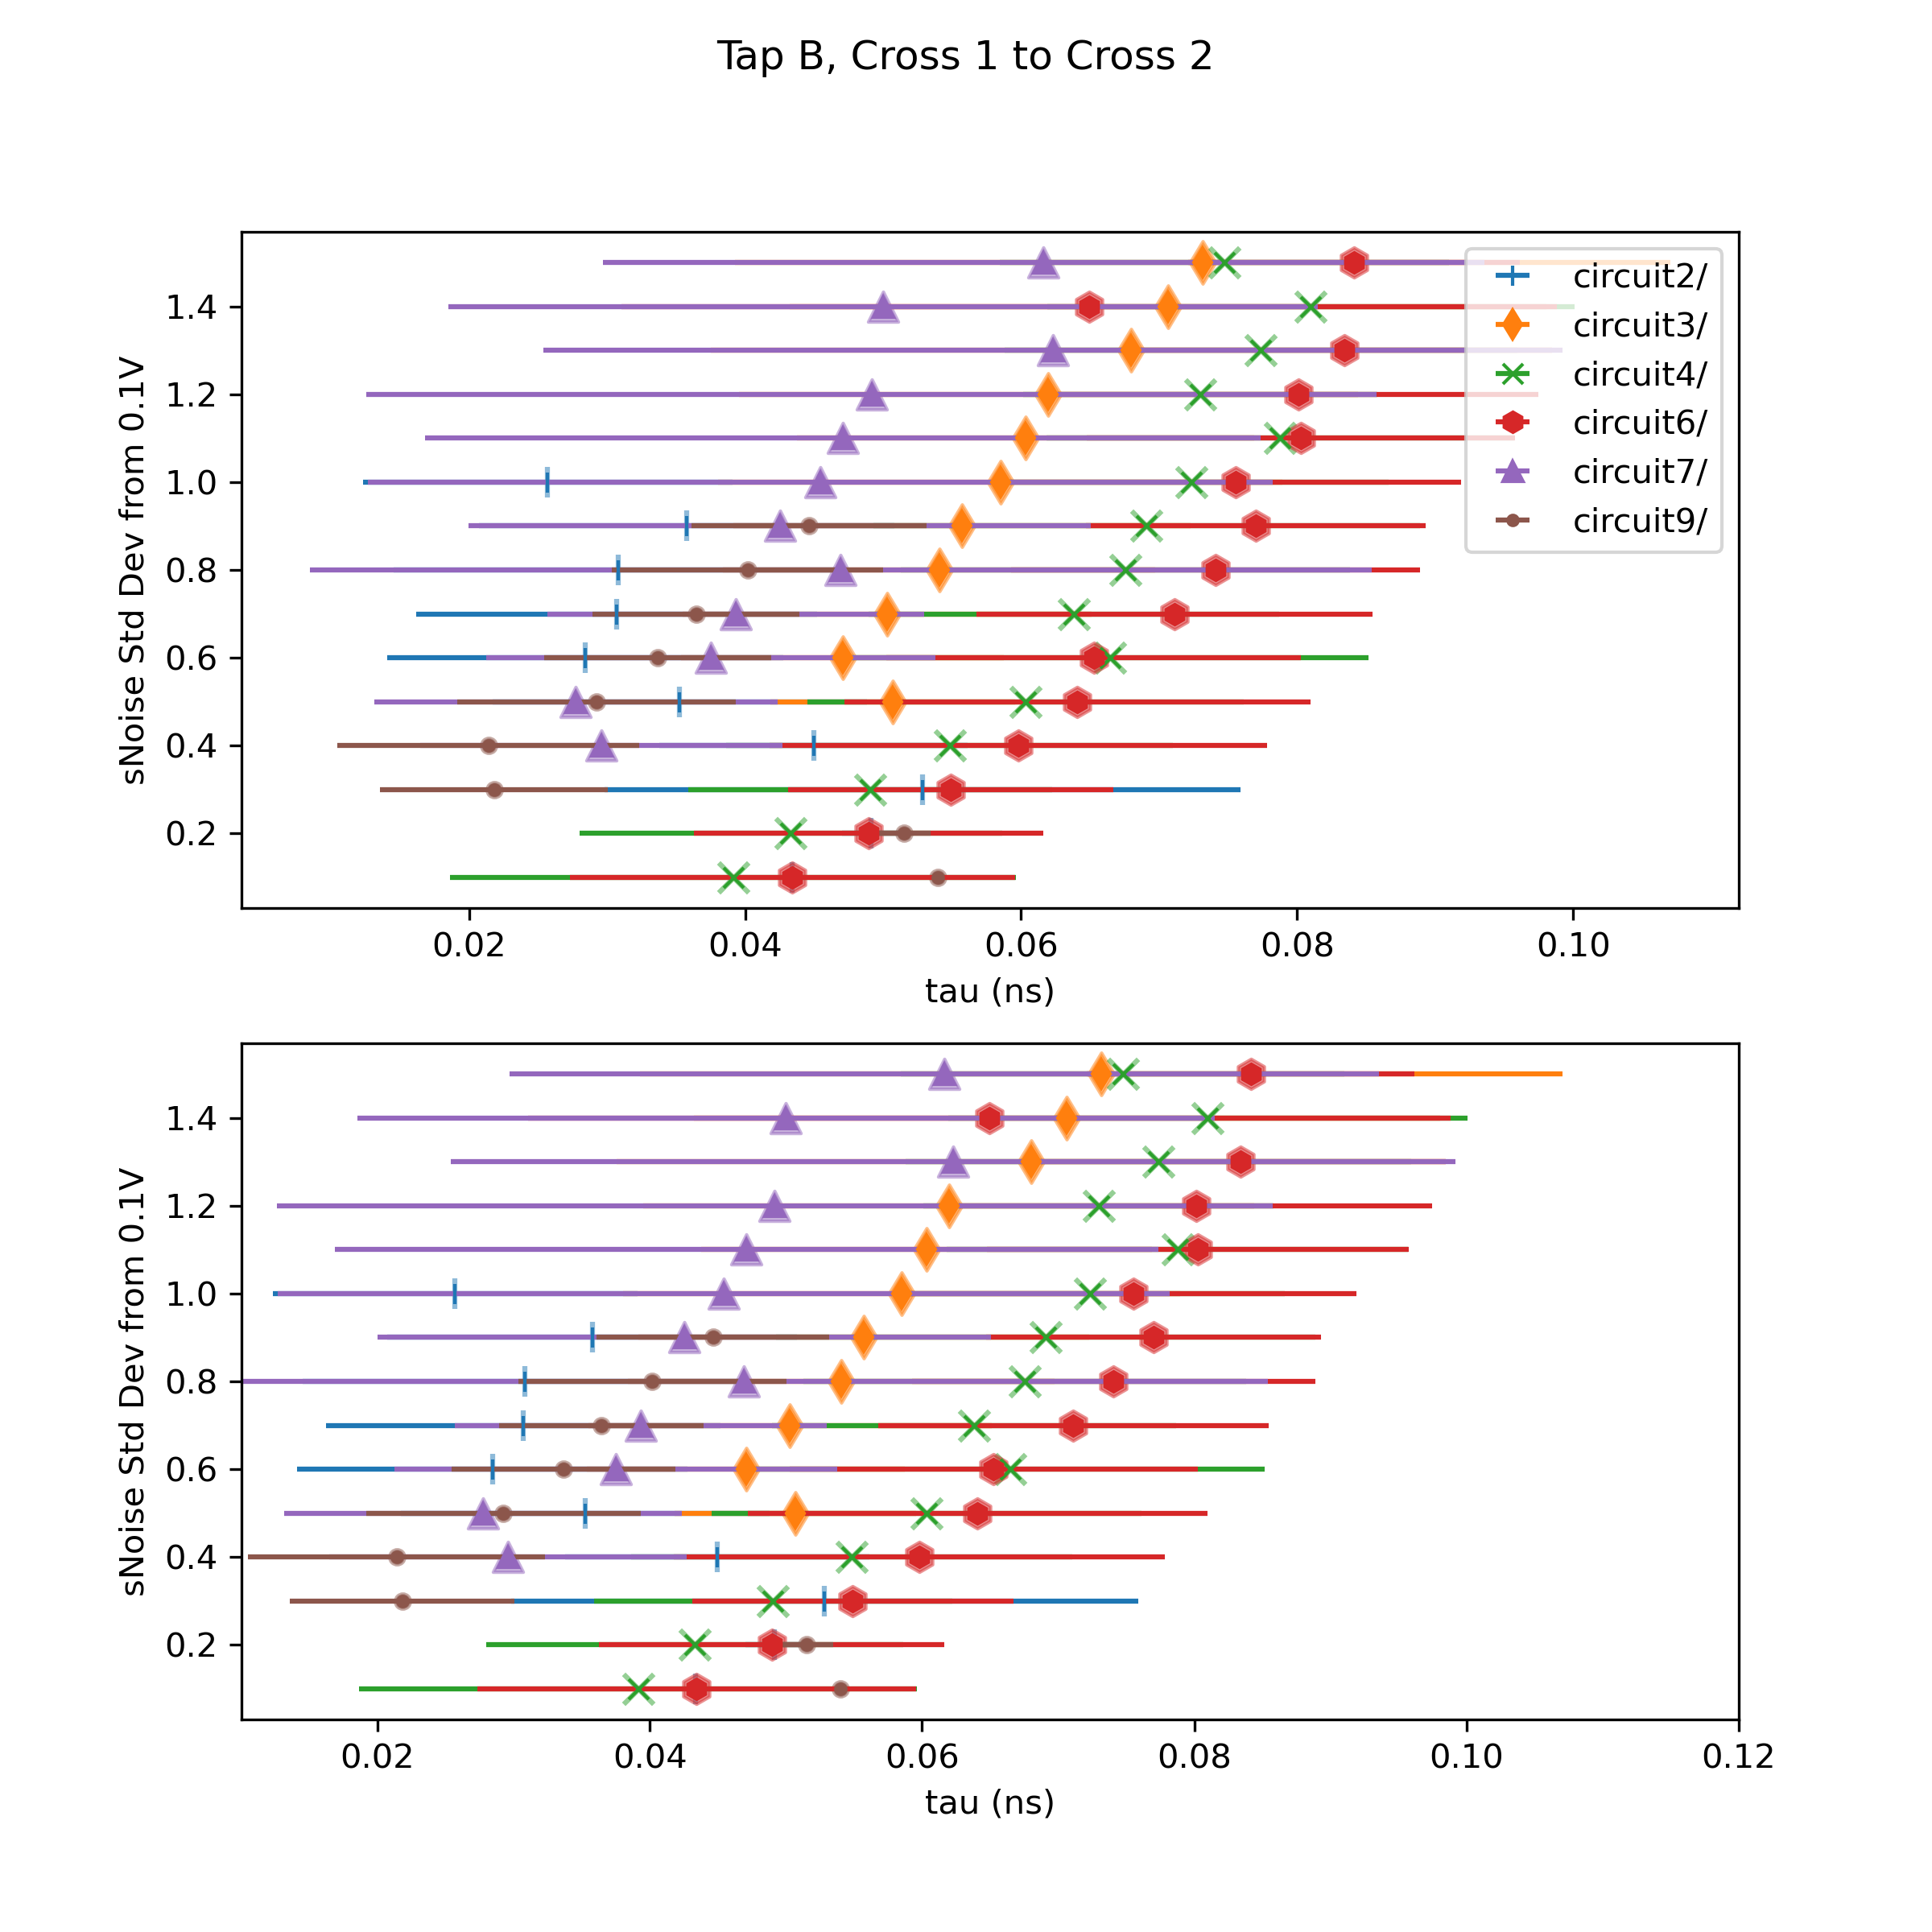 Tap B, Cross 1 to Cross 2
sNoise Std Dev from 0.1V
1.4
1.2
1.0
0.8
0.6
0.4
0.2
circuit2/
circuit3/
circuit4/
circuit6/
circuit7/
circuit9/
0.02 0.04 0.06 0.08 0.10
tau (ns)
sNoise Std Dev from 0.1V
1.4
1.2
1.0
0.8
0.6
0.4
0.2
0.02 0.04 0.06 0.08 0.10 0.12
tau (ns)